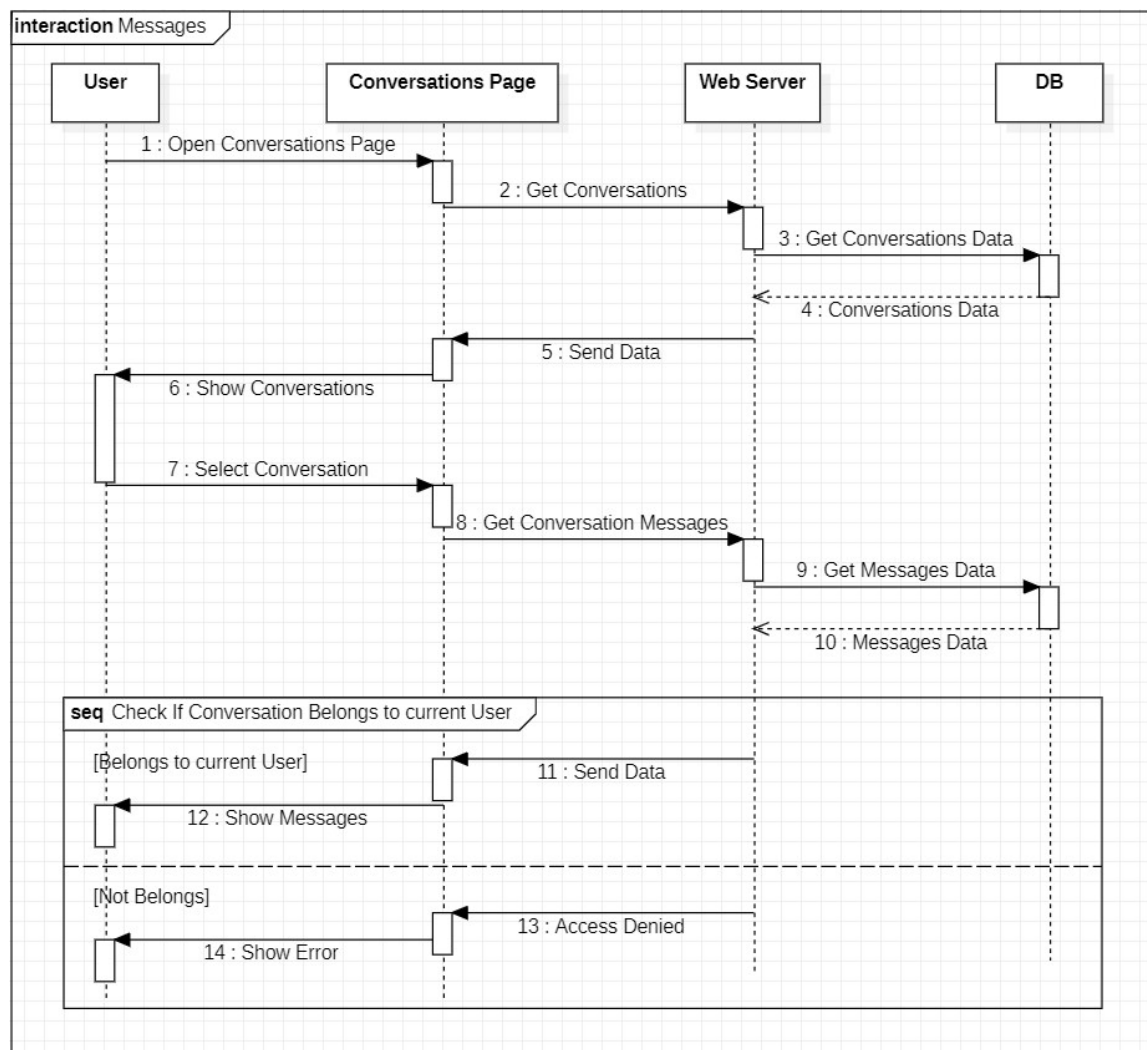 interaction Messages
User
Conversations Page
Web Server
DB
1 : Open Conversations Page
2 : Get Conversations
3 : Get Conversations Data
4 : Conversations Data
5 : Send Data
6 : Show Conversations
7 : Select Conversation
8 : Get Conversation Messages
9 : Get Messages Data
10 : Messages Data
seq Check If Conversation Belongs to current User
[Belongs to current User]
11 : Send Data
12 : Show Messages
[Not Belongs]
13 : Access Denied
14 : Show Error